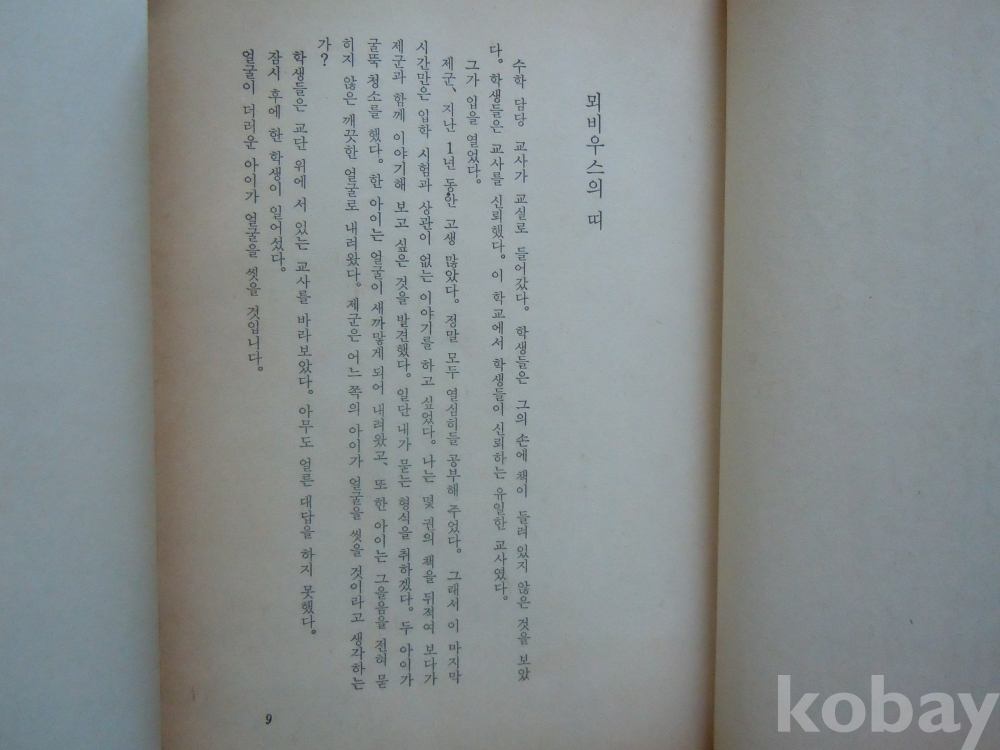 뫼비우스의 띠
수학 담당 교사가 교실로 들어갔다. 학생들은 그의 손에 책이 들려 있지 않은 것을 보았
다. 학생들은 교사를 신뢰했다. 이 학교에서 학생들이 신뢰하는 유일한 교사였다.
그가 입을 열었다.
제군, 지난 1년 동안 고생 많았다. 정말 모두 열심히들 공부해 주었다. 그래서 이 마지막
시간만은 입학 시험과 상관이 없는 이야기를 하고 싶었다. 나는 몇 권의 책을 뒤져여 보다가
제군과 함께 이야기해 보고 싶은 것을 발견했다. 일단 내가 묻는 형식을 취하겠다. 두 아이가
굴뚝 청소를 했다. 한 아이는 얼굴이 새까맣게 되어 내려왔고, 또 한 아이는 그을음을 전혀 묻
히지 않은 깨끗한 얼굴로 내려왔다. 제군은 어느 쪽의 아이가 얼굴을 씻을 것이라고 생각하는
가?
학생들은 교단 위에 서 있는 교사를 바라보았다. 아무도 얼른 대답을 하지 못했다.
잠시 후에 한 학생이 일어섰다.
얼굴이 더러운 아이가 얼굴을 씻을 것입니다.
9
kobay